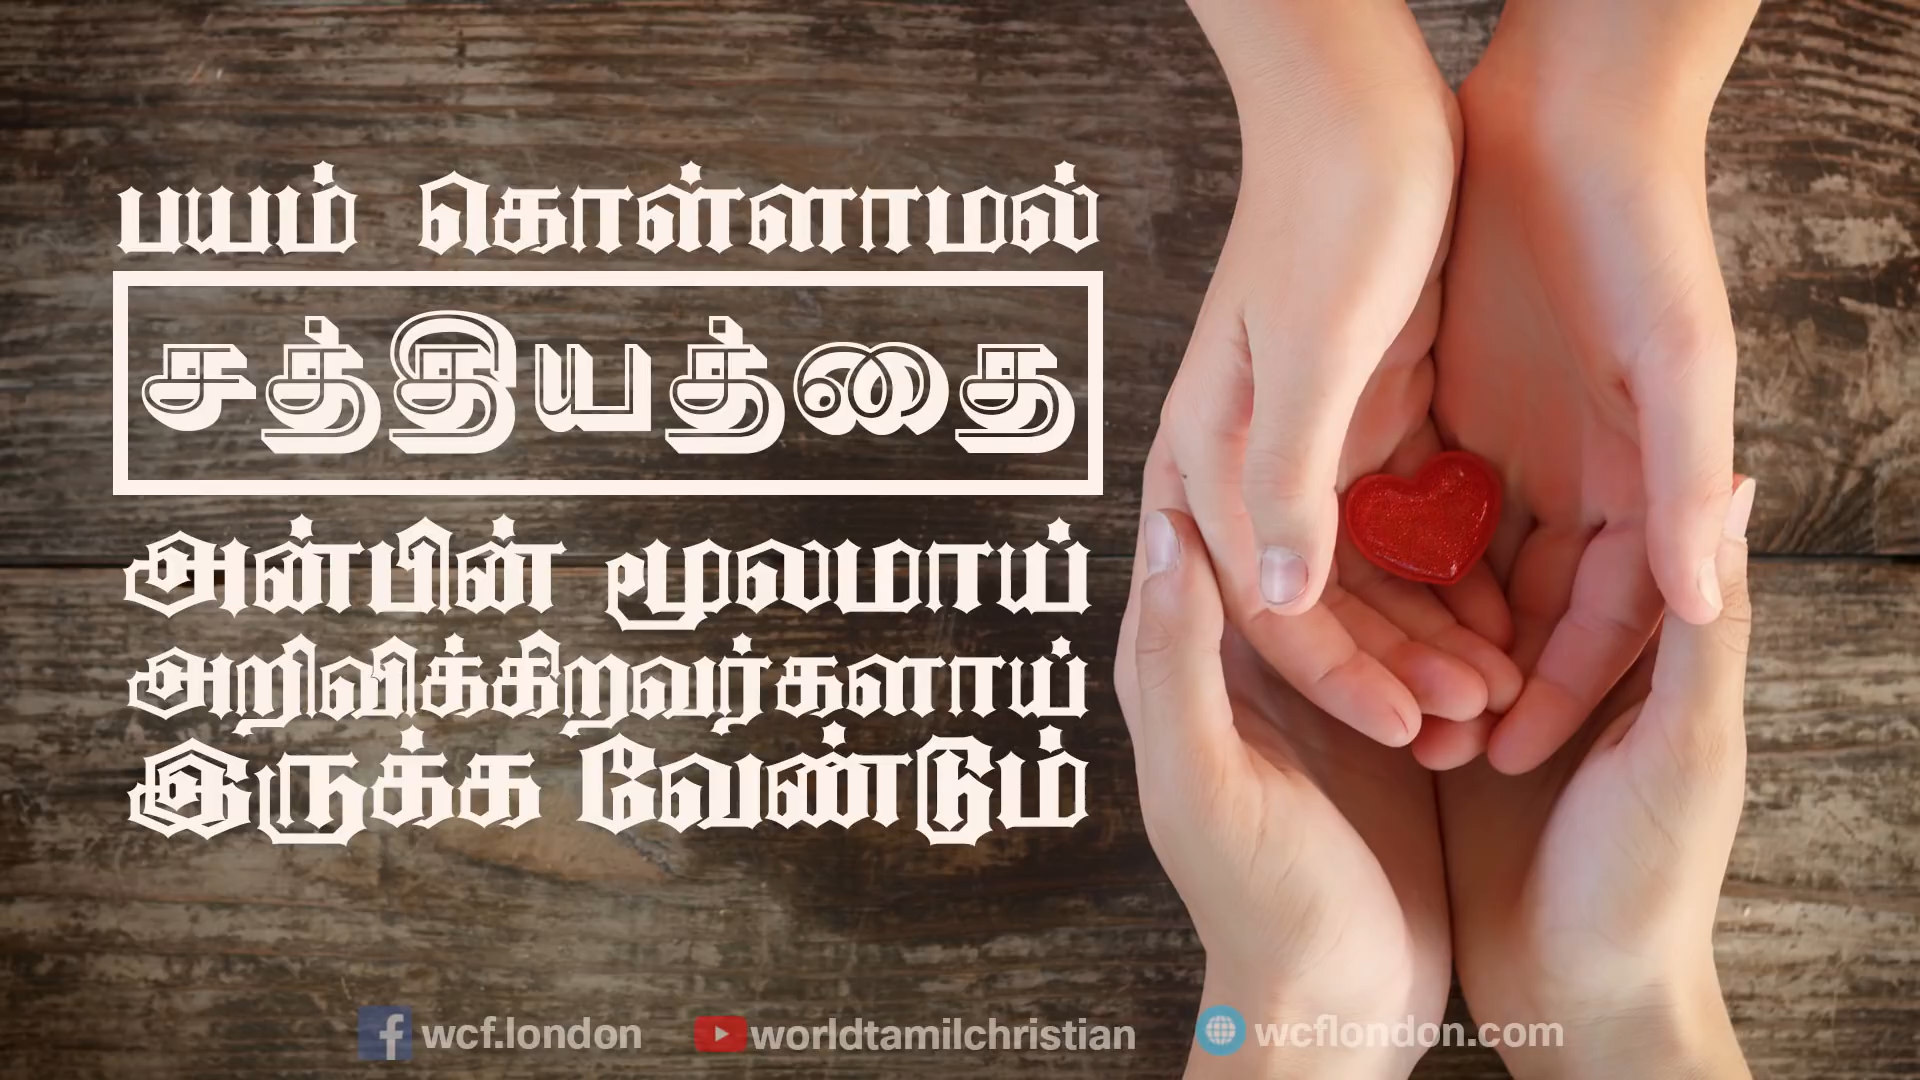 பயம் கொள்ளாமல்
சத்தியத்தை
அன்பின் மூலமாய்
அறிவிக்கிறவர்களாய்
இருக்க வேண்டும்
wcf.london worldtamilchristian wcflondon.com